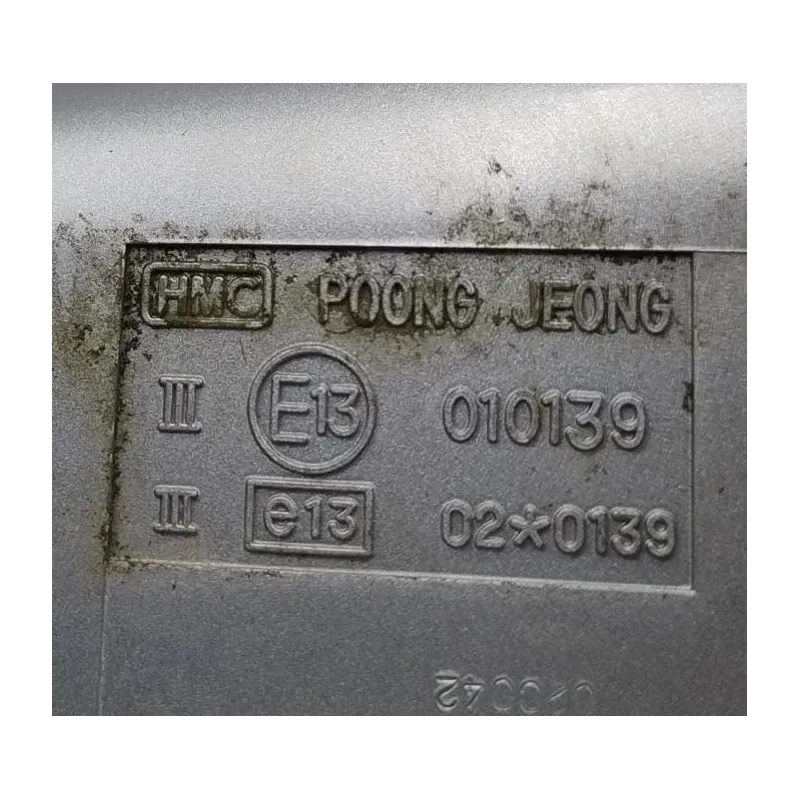 HMC POONG JEONG
III E13 010139
III e13 02*0139